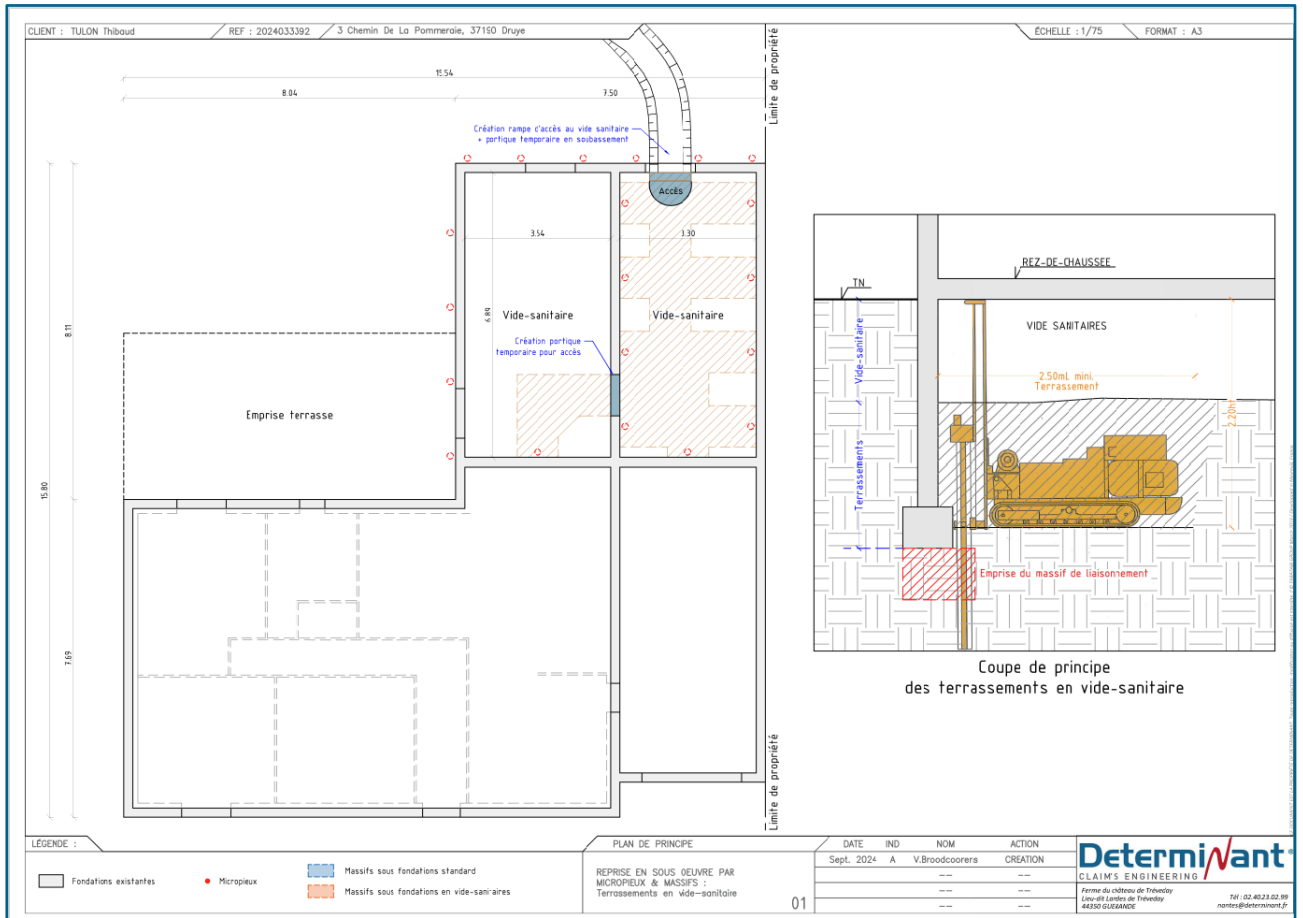 CLIENT : TULON Thibaud
REF : 2024033392
3 Chemin De La Pommeraie, 37190 Druye
ÉCHELLE : 1/75
FORMAT : A3
15.54
8.04
7.50
Limite de propriété
Création rampe d'accès au vide sanitaire
+ portique temporaire en soubassement
Accès
3.54
3.30
6.89
Vide-sanitaire
Vide-sanitaire
Création portique
temporaire pour accès
8.11
15.80
7.69
Emprise terrasse
Limite de propriété
REZ-DE-CHAUSSEE
TN
VIDE SANITAIRES
Vide-sanitaire
2.50mL mini.
Terrassement
2.20ht
Terrassements
Emprise du massif de liaisonnement
Coupe de principe
des terrassements en vide-sanitaire
LÉGENDE :
Fondations existantes
Micropieux
Massifs sous fondations standard
Massifs sous fondations en vide-sanitaires
PLAN DE PRINCIPE
REPRISE EN SOUS OEUVRE PAR
MICROPIEUX & MASSIFS :
Terrassements en vide-sanitaire
01
DATE IND NOM ACTION
Sept. 2024 A V.Broodcoorens CREATION
-- --
-- --
-- --
DetermiNant
CLAIM'S ENGINEERING
Ferme du château de Tréveday
Lieu-dit Landes de Tréveday
44350 GUERANDE
Tél : 02.40.23.02.99
nantes@determinant.fr